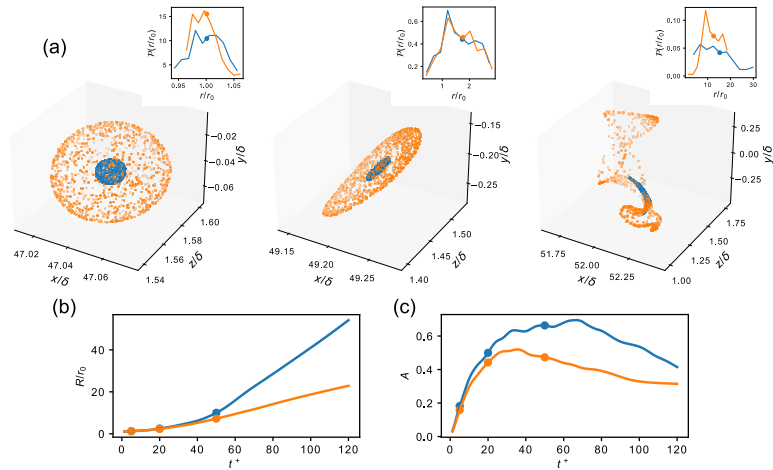 (a)
P(r/r₀)
15
10
5
0.95
1.00
1.05
r/r₀
P(r/r₀)
0.6
0.4
0.2
1
2
r/r₀
P(r/r₀)
0.10
0.05
0.00
10
20
30
r/r₀
−0.02
−0.04
−0.06
y/δ
1.60
1.58
1.56
1.54
z/δ
47.02
47.04
47.06
x/δ
−0.15
−0.20
−0.25
y/δ
1.50
1.45
1.40
z/δ
49.15
49.20
49.25
x/δ
0.25
0.00
−0.25
y/δ
1.75
1.50
1.25
1.00
z/δ
51.75
52.00
52.25
x/δ
(b)
R/r₀
40
20
0
0 20 40 60 80 100 120
t⁺
(c)
A
0.6
0.4
0.2
0.0
0 20 40 60 80 100 120
t⁺